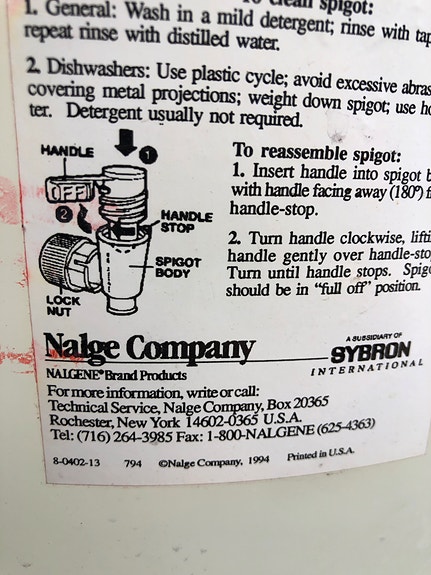 To clean spigot:
1. General: Wash in a mild detergent; rinse with tap
repeat rinse with distilled water.
2. Dishwashers: Use plastic cycle; avoid excessive abras
covering metal projections; weight down spigot; use ho
ter. Detergent usually not required.
HANDLE
1
OFF
2
HANDLE
STOP
SPIGOT
BODY
LOCK
NUT
To reassemble spigot:
1. Insert handle into spigot b
with handle facing away (180°) f
handle-stop.
2. Turn handle clockwise, lifti
handle gently over handle-sto
Turn until handle stops. Spig
should be in "full off" position.
Nalge Company
NALGENE® Brand Products
A SUBSIDIARY OF
SYBRON
INTERNATIONAL
For more information, write or call:
Technical Service, Nalge Company, Box 20365
Rochester, New York 14602-0365 U.S.A.
Tel: (716) 264-3985 Fax: 1-800-NALGENE (625-4363)
8-0402-13 794 ©Nalge Company, 1994 Printed in U.S.A.